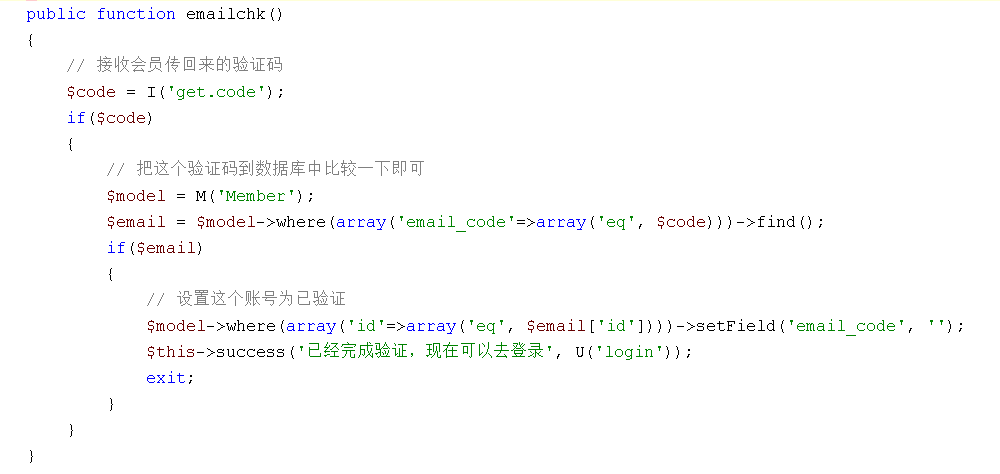 public function emailchk()
{
    // 接收会员传回来的验证码
    $code = I('get.code');
    if($code)
    {
        // 把这个验证码到数据库中比较一下即可
        $model = M('Member');
        $email = $model->where(array('email_code'=>array('eq', $code)))->find();
        if($email)
        {
            // 设置这个账号为已验证
            $model->where(array('id'=>array('eq', $email['id'])))->setField('email_code', '');
            $this->success('已经完成验证，现在可以去登录', U('login'));
            exit;
        }
    }
}